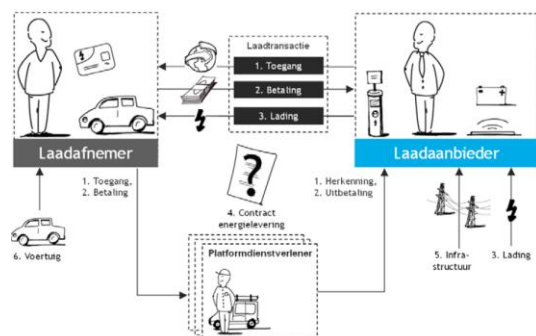 Laadtransactie
1. Toegang
2. Betaling
3. Lading
Laadafnemer
Laadaanbieder
1. Toegang,
2. Betaling
?
4. Contract
energielevering
1. Herkenning,
2. Uitbetaling
6. Voertuig
Platformdienstverlener
5. Infra-
structuur
3. Lading